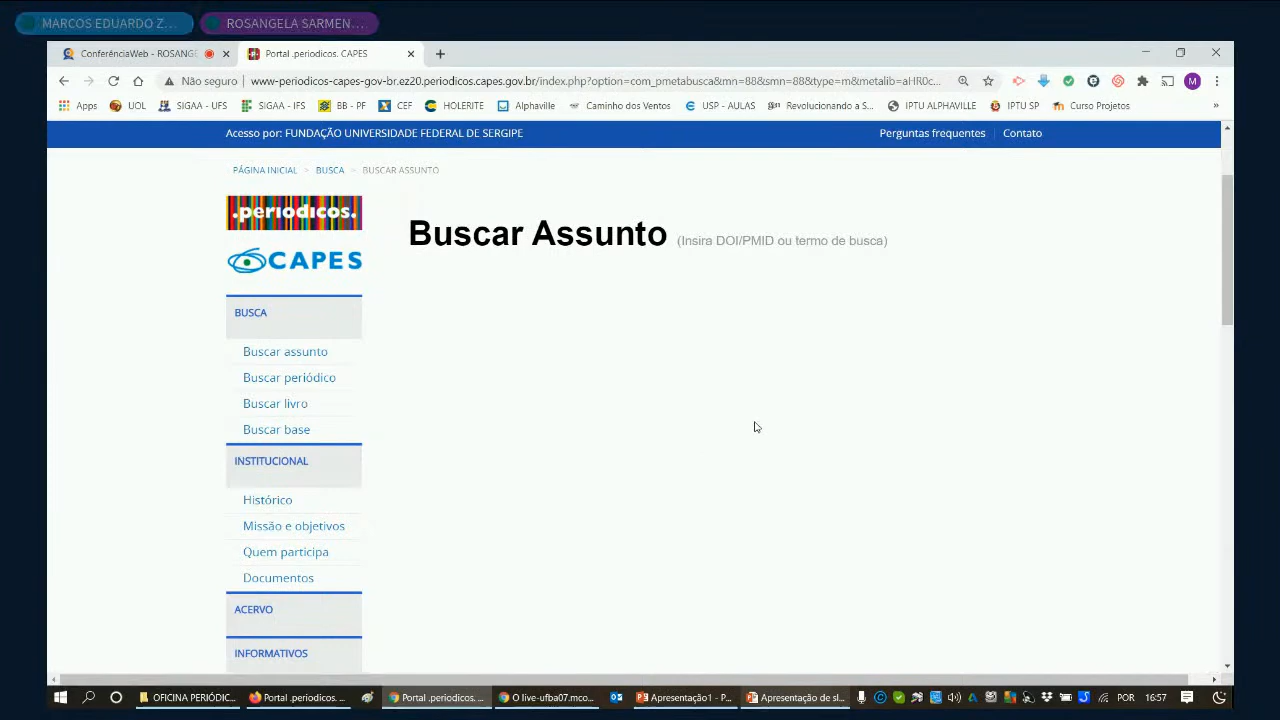 MARCOS EDUARDO Z...
ROSANGELA SARMEN...
ConferênciaWeb - ROSANGE
Portal .periodicos. CAPES
Não seguro
www-periodicos-capes-gov-br.ez20.periodicos.capes.gov.br/index.php?option=com_pmetabusca&mn=88&smn=88&type=m&metalib=aHR0c...
Apps
UOL
SIGAA - UFS
SIGAA - IFS
BB - PF
CEF
HOLERITE
Alphaville
Caminho dos Ventos
USP - AULAS
Revolucionando a S...
IPTU ALPHAVILLE
IPTU SP
Curso Projetos
»
Acesso por: FUNDAÇÃO UNIVERSIDADE FEDERAL DE SERGIPE
Perguntas frequentes
Contato
PÁGINA INICIAL > BUSCA > BUSCAR ASSUNTO
.periodicos.
CAPES
Buscar Assunto (Insira DOI/PMID ou termo de busca)
BUSCA
Buscar assunto
Buscar periódico
Buscar livro
Buscar base
INSTITUCIONAL
Histórico
Missão e objetivos
Quem participa
Documentos
ACERVO
INFORMATIVOS
OFICINA PERIÓDIC...
Portal .periodicos. ...
Portal .periodicos. ...
O live-ufba07.mco...
Apresentação1 - P...
Apresentação de sl...
POR
16:57